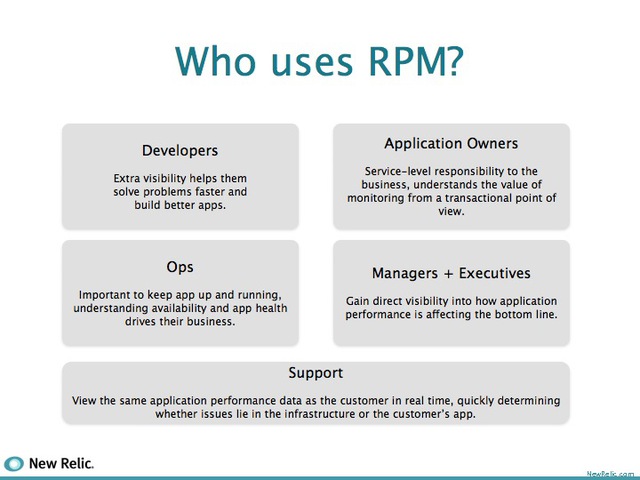 Who uses RPM?
Developers
Extra visibility helps them
solve problems faster and
build better apps.
Application Owners
Service-level responsibility to the
business, understands the value of
monitoring from a transactional point of
view.
Ops
Important to keep app up and running,
understanding availability and app health
drives their business.
Managers + Executives
Gain direct visibility into how application
performance is affecting the bottom line.
Support
View the same application performance data as the customer in real time, quickly determining
whether issues lie in the infrastructure or the customer's app.
New Relic.
NewRelic.com